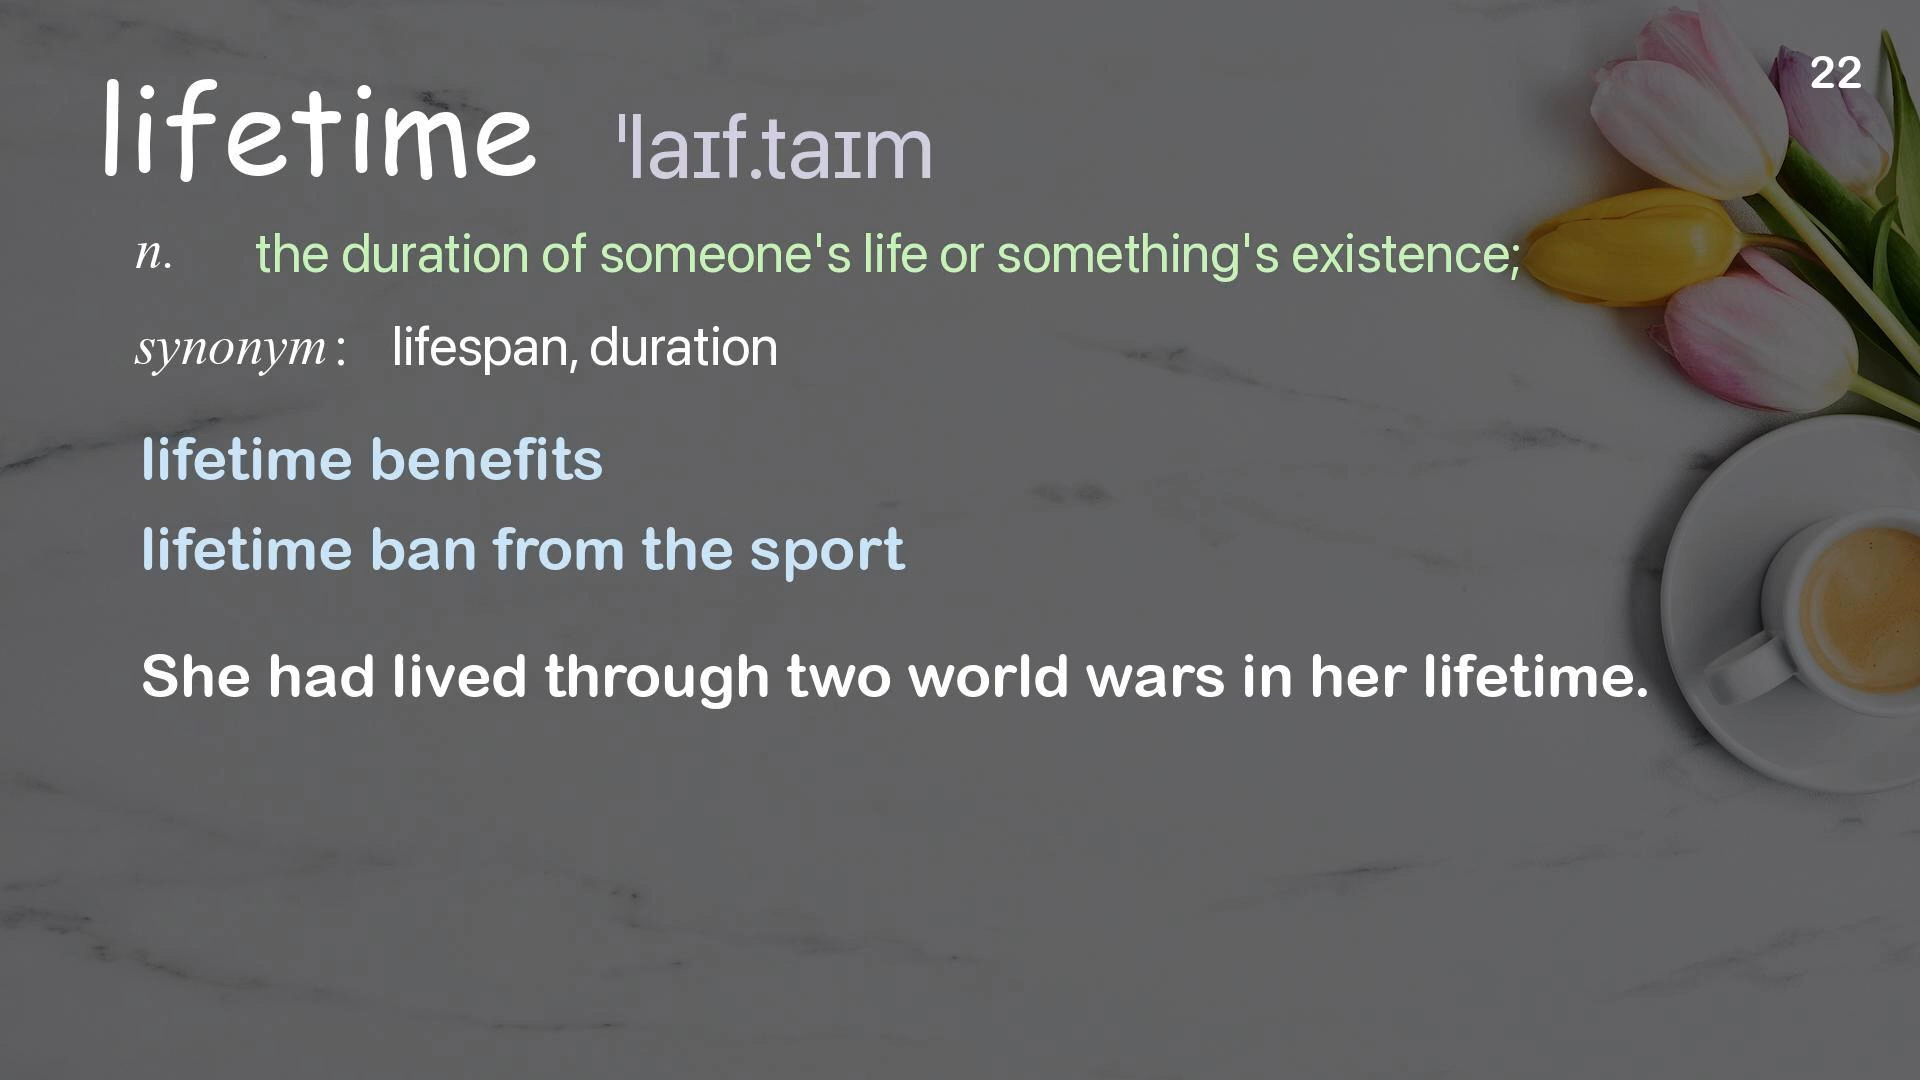 22
lifetime ˈlaɪf.taɪm
n. the duration of someone's life or something's existence;
synonym: lifespan, duration
lifetime benefits
lifetime ban from the sport
She had lived through two world wars in her lifetime.